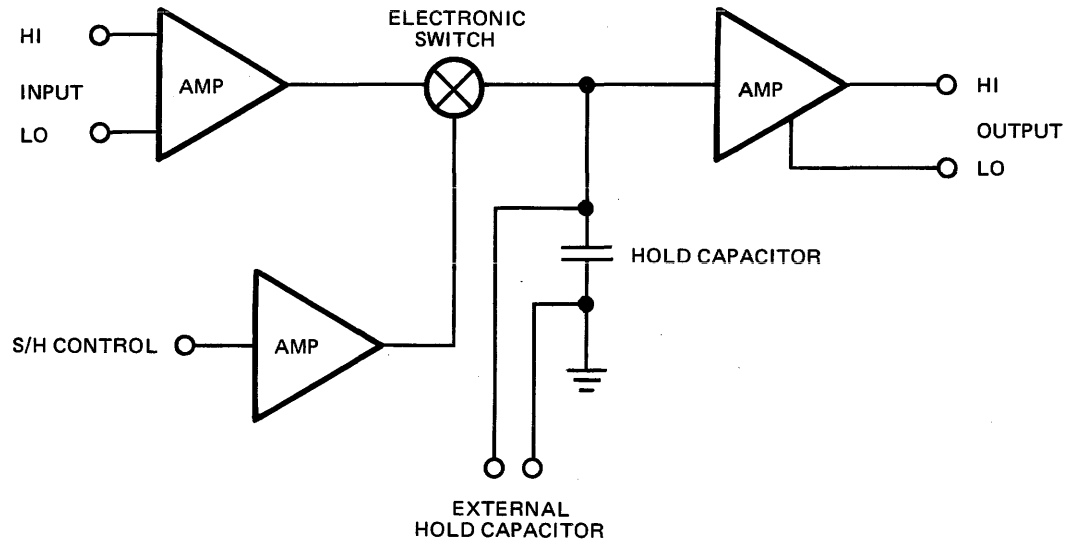 ELECTRONIC
SWITCH
HI
INPUT
LO
AMP
AMP
HI
OUTPUT
LO
HOLD CAPACITOR
S/H CONTROL
AMP
EXTERNAL
HOLD CAPACITOR